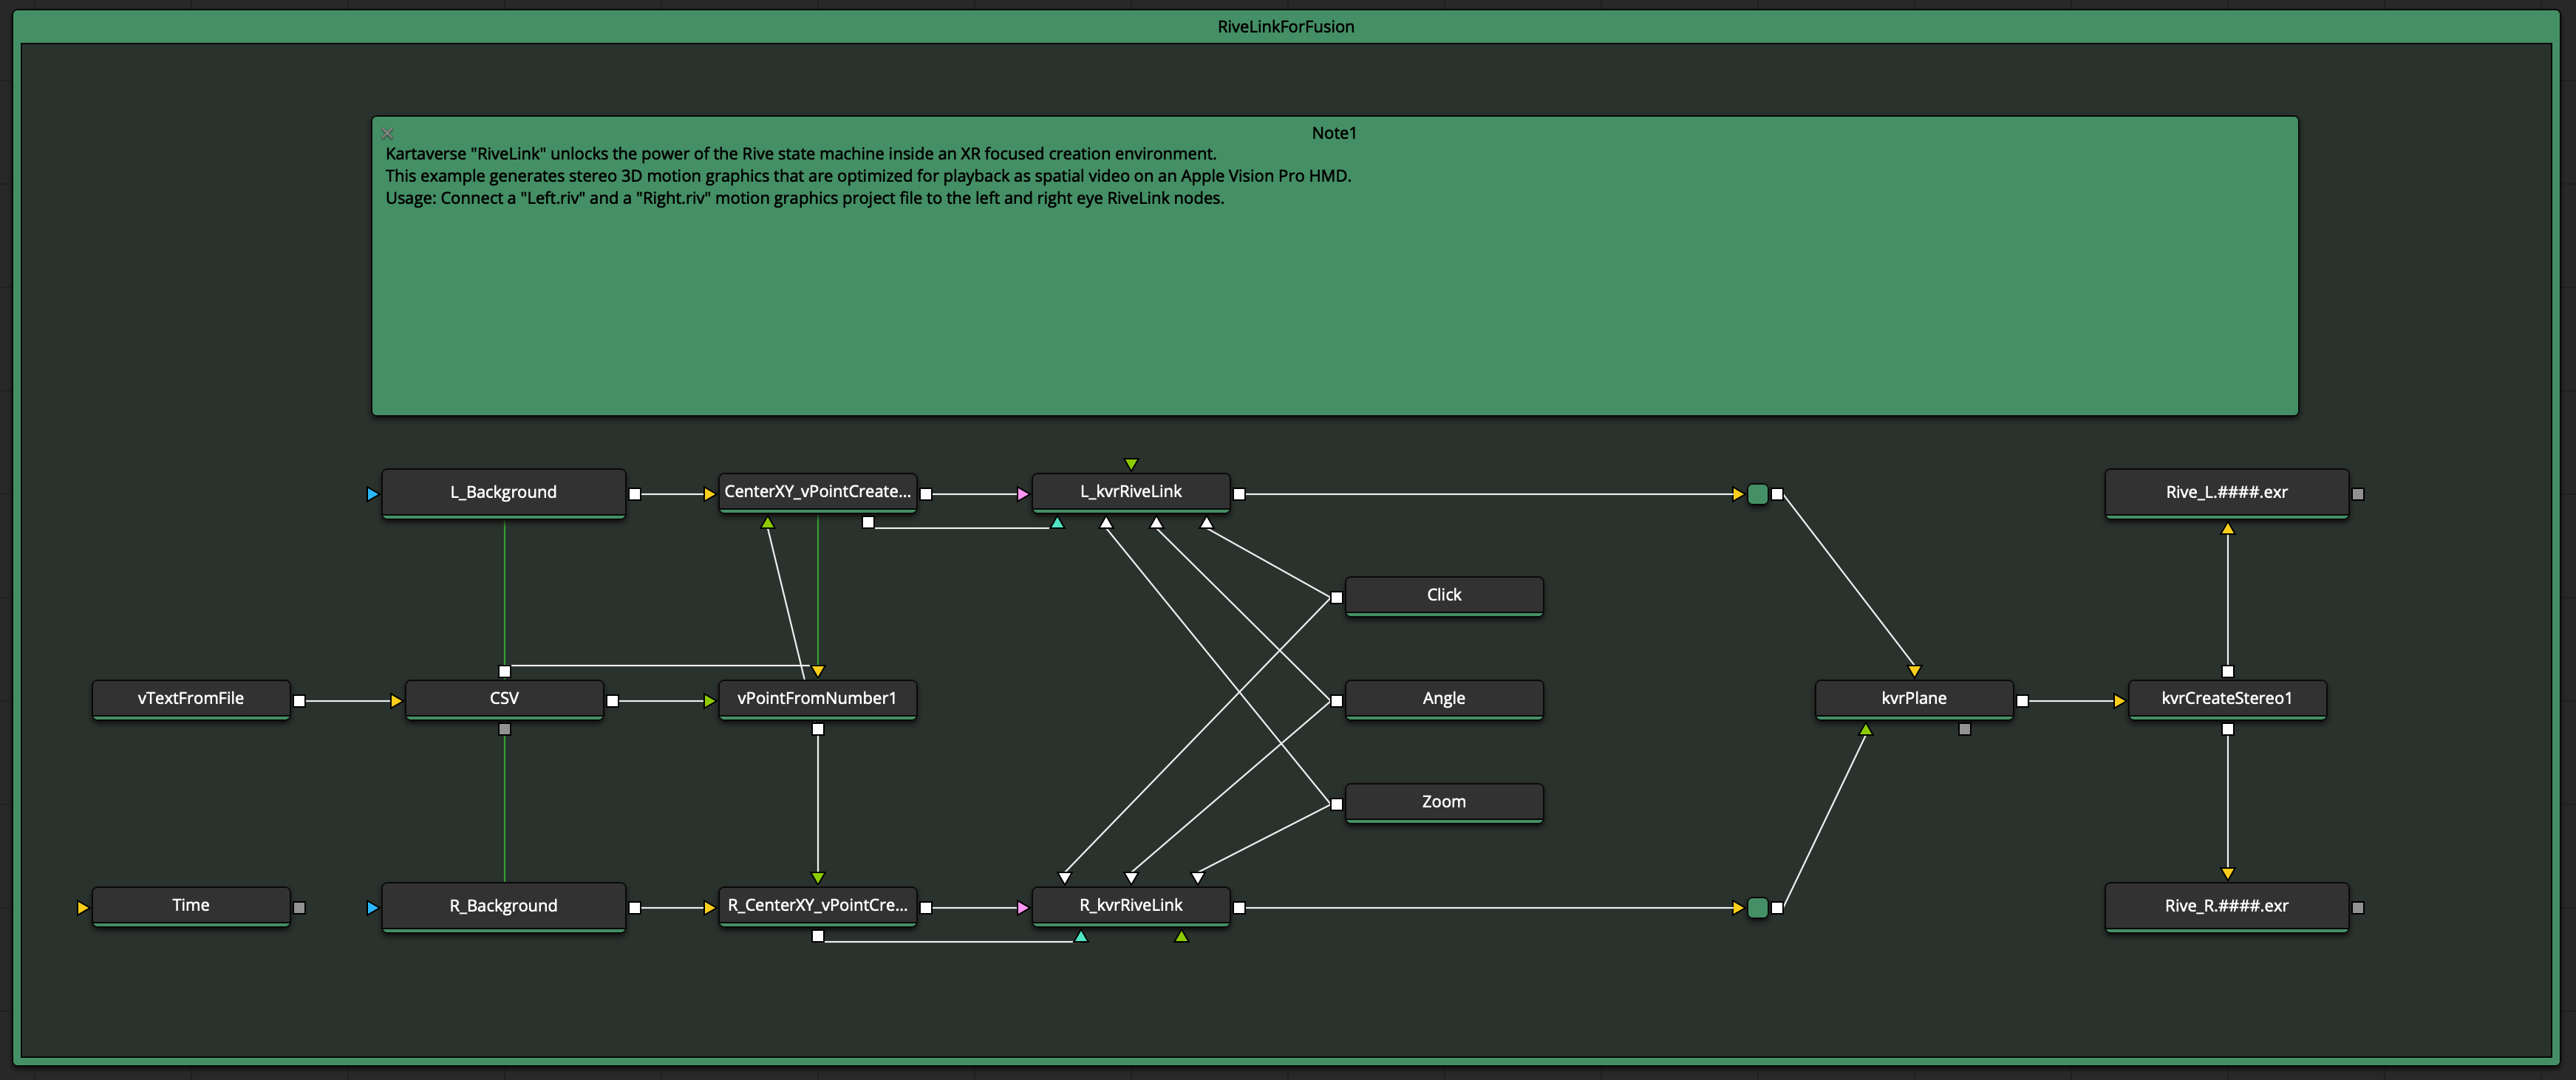 RiveLinkForFusion
Note1
Kartaverse "RiveLink" unlocks the power of the Rive state machine inside an XR focused creation environment.
This example generates stereo 3D motion graphics that are optimized for playback as spatial video on an Apple Vision Pro HMD.
Usage: Connect a "Left.riv" and a "Right.riv" motion graphics project file to the left and right eye RiveLink nodes.
L_Background
CenterXY_vPointCreate...
L_kvrRiveLink
Rive_L.####.exr
Click
vTextFromFile
CSV
vPointFromNumber1
Angle
kvrPlane
kvrCreateStereo1
Zoom
Time
R_Background
R_CenterXY_vPointCre...
R_kvrRiveLink
Rive_R.####.exr